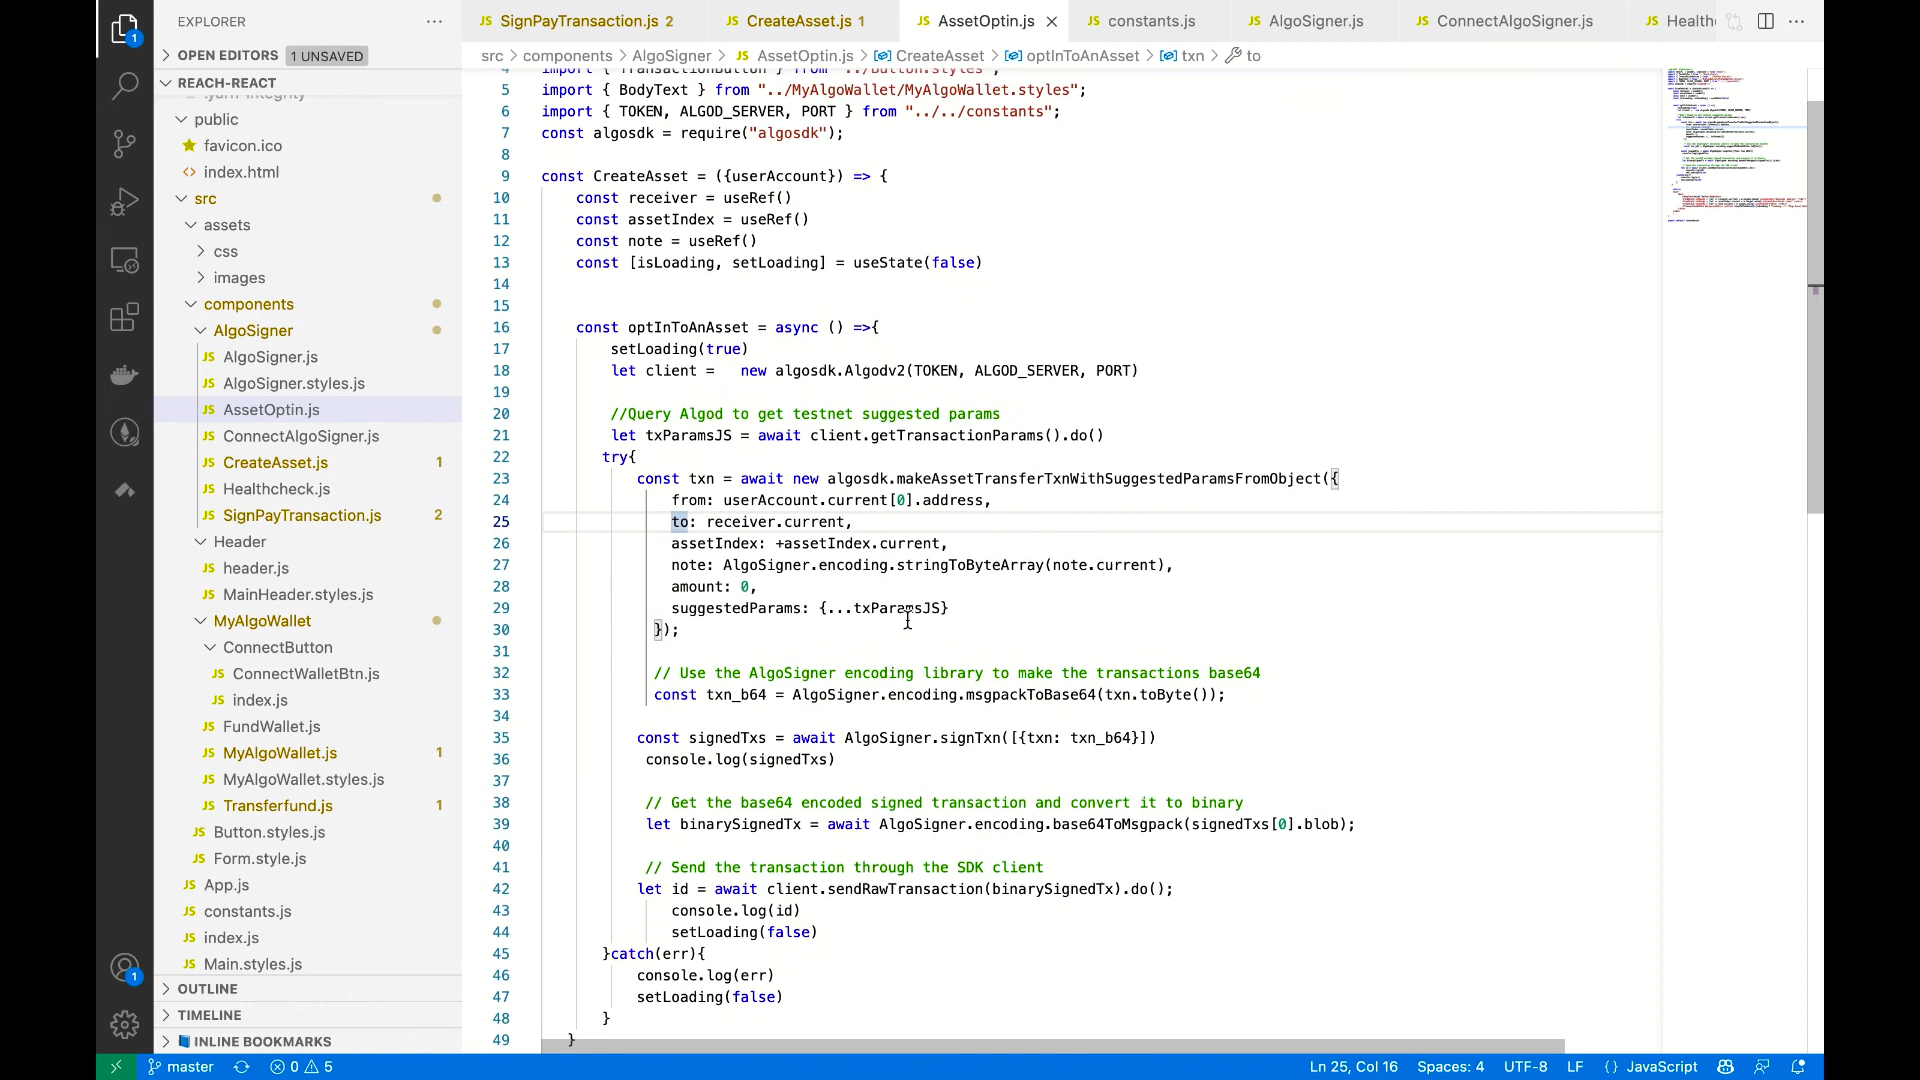 EXPLORER
OPEN EDITORS 1 UNSAVED
REACH-REACT
.yarn-integrity
public
favicon.ico
index.html
src
assets
css
images
components
AlgoSigner
AlgoSigner.js
AlgoSigner.styles.js
AssetOptin.js
ConnectAlgoSigner.js
CreateAsset.js 1
Healthcheck.js
SignPayTransaction.js 2
Header
header.js
MainHeader.styles.js
MyAlgoWallet
ConnectButton
ConnectWalletBtn.js
index.js
FundWallet.js
MyAlgoWallet.js 1
MyAlgoWallet.styles.js
Transferfund.js 1
Button.styles.js
Form.style.js
App.js
constants.js
index.js
Main.styles.js
OUTLINE
TIMELINE
INLINE BOOKMARKS
SignPayTransaction.js 2 CreateAsset.js 1 AssetOptin.js constants.js AlgoSigner.js ConnectAlgoSigner.js Health
src > components > AlgoSigner > AssetOptin.js > CreateAsset > optInToAnAsset > txn > to
4 import { TransactionButton } from "../Button.styles";
5 import { BodyText } from "../MyAlgoWallet/MyAlgoWallet.styles";
6 import { TOKEN, ALGOD_SERVER, PORT } from "../../constants";
7 const algosdk = require("algosdk");
8
9 const CreateAsset = ({userAccount}) => {
10 const receiver = useRef()
11 const assetIndex = useRef()
12 const note = useRef()
13 const [isLoading, setLoading] = useState(false)
14
15
16 const optInToAnAsset = async () =>{
17 setLoading(true)
18 let client = new algosdk.Algodv2(TOKEN, ALGOD_SERVER, PORT)
19
20 //Query Algod to get testnet suggested params
21 let txParamsJS = await client.getTransactionParams().do()
22 try{
23 const txn = await new algosdk.makeAssetTransferTxnWithSuggestedParamsFromObject({
24 from: userAccount.current[0].address,
25 to: receiver.current,
26 assetIndex: +assetIndex.current,
27 note: AlgoSigner.encoding.stringToByteArray(note.current),
28 amount: 0,
29 suggestedParams: {...txParamsJS}
30 });
31
32 // Use the AlgoSigner encoding library to make the transactions base64
33 const txn_b64 = AlgoSigner.encoding.msgpackToBase64(txn.toByte());
34
35 const signedTxs = await AlgoSigner.signTxn([{txn: txn_b64}])
36 console.log(signedTxs)
37
38 // Get the base64 encoded signed transaction and convert it to binary
39 let binarySignedTx = await AlgoSigner.encoding.base64ToMsgpack(signedTxs[0].blob);
40
41 // Send the transaction through the SDK client
42 let id = await client.sendRawTransaction(binarySignedTx).do();
43 console.log(id)
44 setLoading(false)
45 }catch(err){
46 console.log(err)
47 setLoading(false)
48 }
49 }
1
1
master 0 5 Ln 25, Col 16 Spaces: 4 UTF-8 LF {} JavaScript